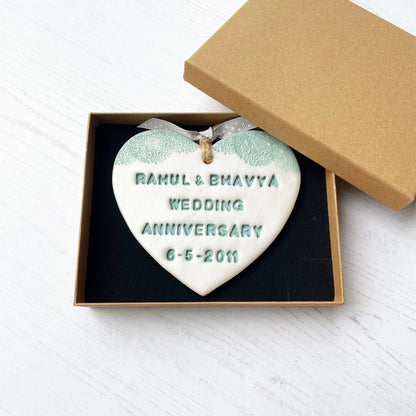 RAHUL & BHAVYA
WEDDING
ANNIVERSARY
6-5-2011